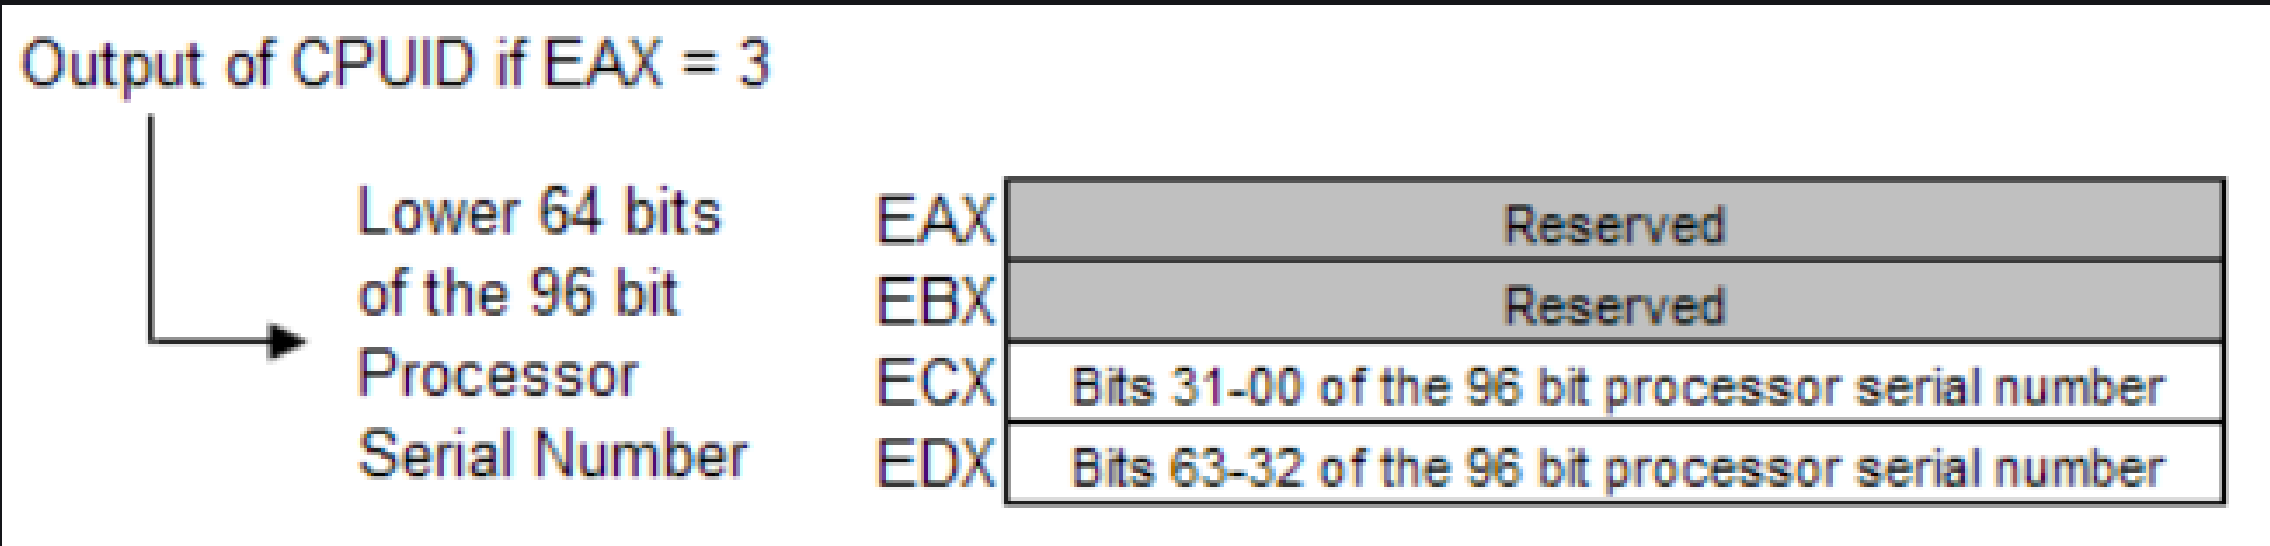 Output of CPUID if EAX = 3
Lower 64 bits
of the 96 bit
Processor
Serial Number
EAX Reserved
EBX Reserved
ECX Bits 31-00 of the 96 bit processor serial number
EDX Bits 63-32 of the 96 bit processor serial number